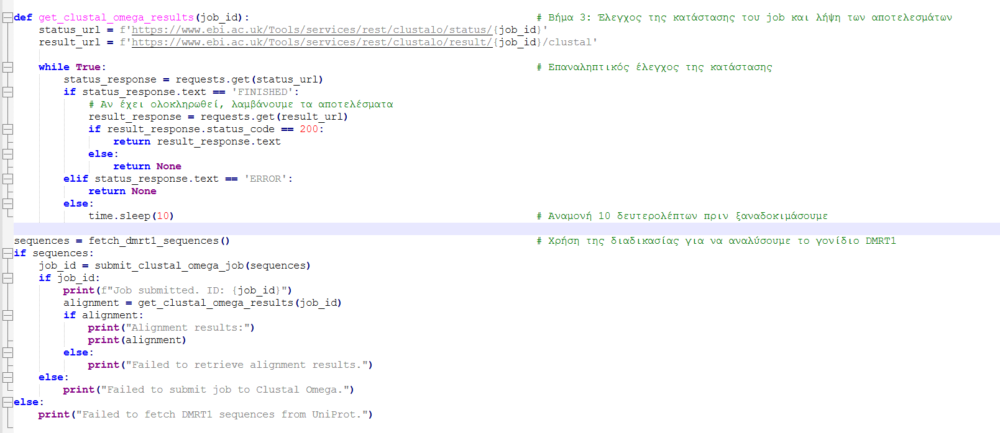 def get_clustal_omega_results(job_id): # Βήμα 3: Έλεγχος της κατάστασης του job και λήψη των αποτελεσμάτων
    status_url = f'https://www.ebi.ac.uk/Tools/services/rest/clustalo/status/{job_id}'
    result_url = f'https://www.ebi.ac.uk/Tools/services/rest/clustalo/result/{job_id}/clustal'
    while True: # Επαναληπτικός έλεγχος της κατάστασης
        status_response = requests.get(status_url)
        if status_response.text == 'FINISHED':
            # Αν έχει ολοκληρωθεί, λαμβάνουμε τα αποτελέσματα
            result_response = requests.get(result_url)
            if result_response.status_code == 200:
                return result_response.text
            else:
                return None
        elif status_response.text == 'ERROR':
            return None
        else:
            time.sleep(10) # Αναμονή 10 δευτερολέπτων πριν ξαναδοκιμάσουμε
sequences = fetch_dmrt1_sequences() # Χρήση της διαδικασίας για να αναλύσουμε το γονίδιο DMRT1
if sequences:
    job_id = submit_clustal_omega_job(sequences)
    if job_id:
        print(f"Job submitted. ID: {job_id}")
        alignment = get_clustal_omega_results(job_id)
        if alignment:
            print("Alignment results:")
            print(alignment)
        else:
            print("Failed to retrieve alignment results.")
    else:
        print("Failed to submit job to Clustal Omega.")
else:
    print("Failed to fetch DMRT1 sequences from UniProt.")